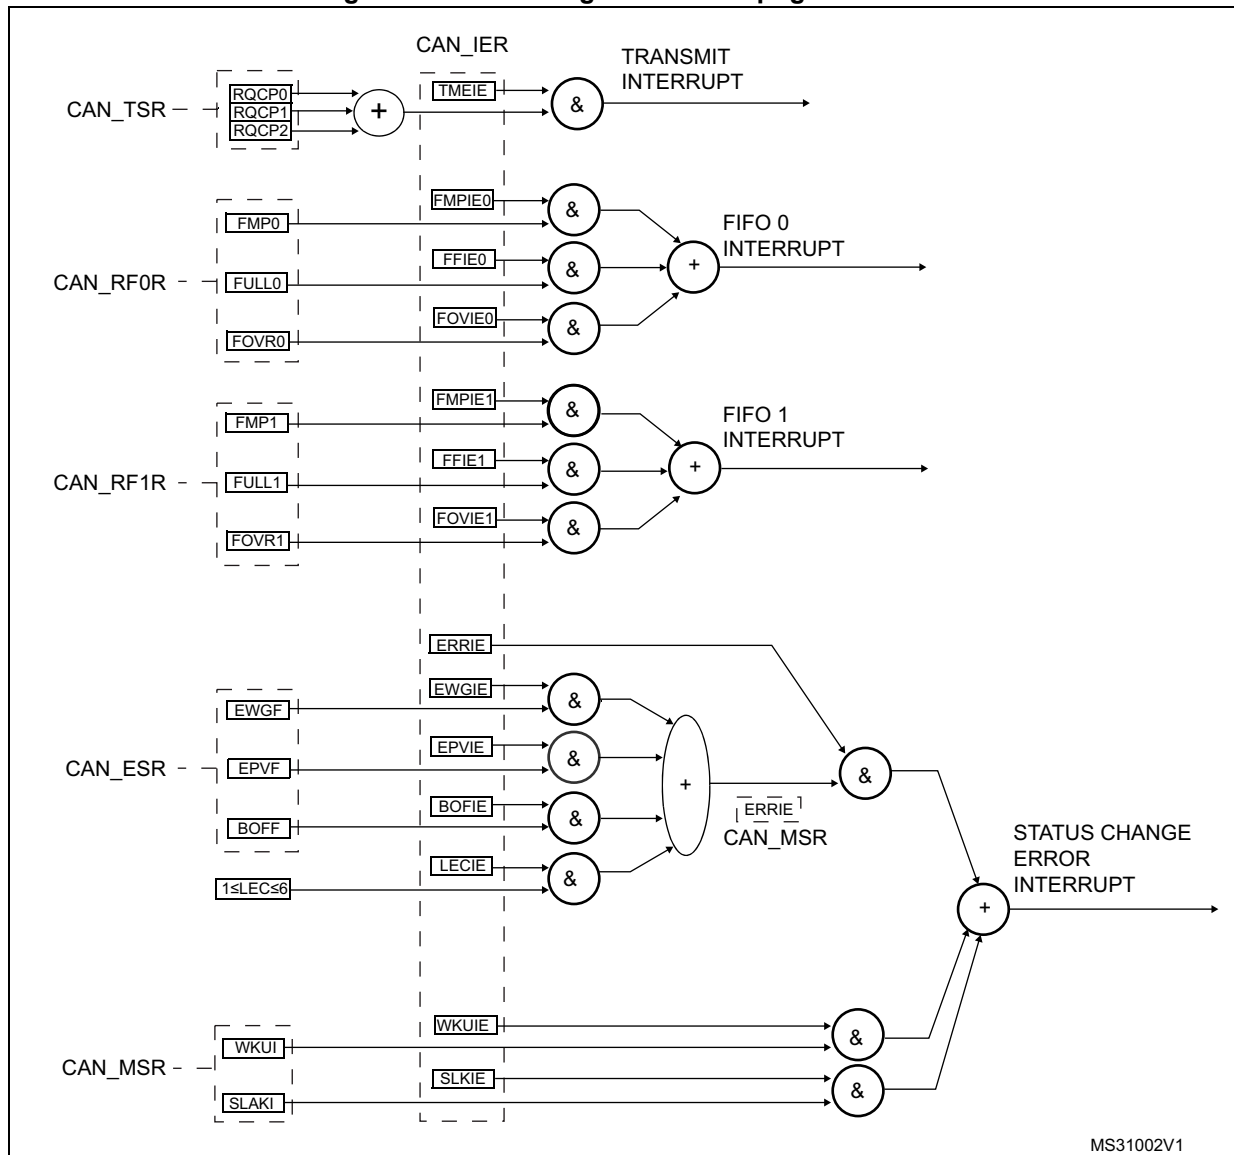 CAN_IER
TRANSMIT
INTERRUPT
CAN_TSR
RQCP0
RQCP1
RQCP2
+
TMEIE
&
CAN_RF0R
FMP0
FULL0
FOVR0
FMPIE0
FFIE0
FOVIE0
&
&
&
+
FIFO 0
INTERRUPT
CAN_RF1R
FMP1
FULL1
FOVR1
FMPIE1
FFIE1
FOVIE1
&
&
&
+
FIFO 1
INTERRUPT
CAN_ESR
EWGF
EPVF
BOFF
1≤LEC≤6
ERRIE
EWGIE
EPVIE
BOFIE
LECIE
&
&
&
&
+
ERRIE
CAN_MSR
&
STATUS CHANGE
ERROR
INTERRUPT
+
CAN_MSR
WKUI
SLAKI
WKUIE
SLKIE
&
&
MS31002V1